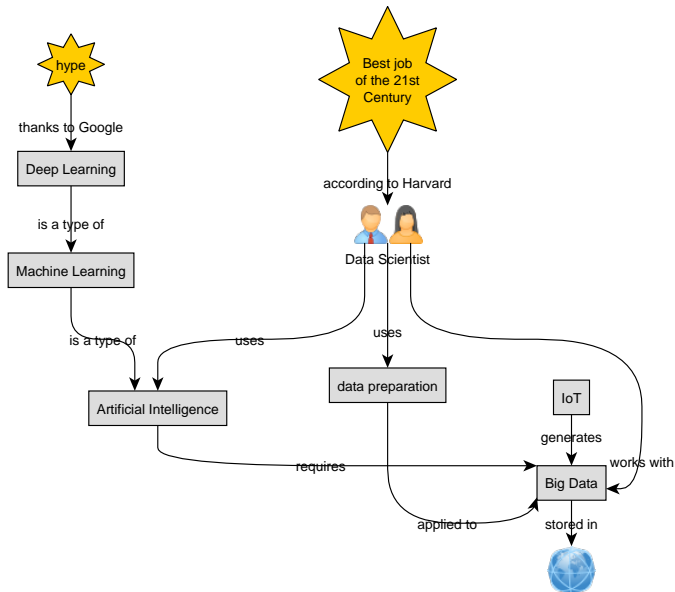 hype
Best job
of the 21st
Century
thanks to Google
Deep Learning
according to Harvard
is a type of
Data Scientist
Machine Learning
is a type of
uses
uses
Artificial Intelligence
data preparation
IoT
generates
requires
works with
Big Data
applied to
stored in